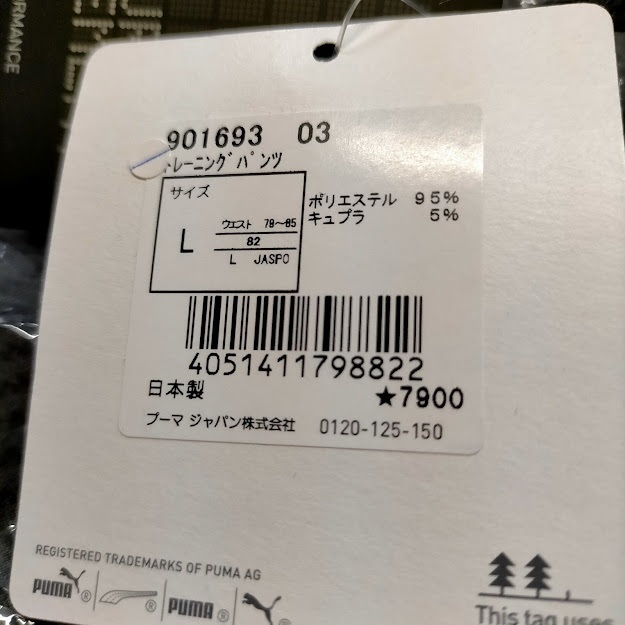 RMANCE
901693 03
トレーニングパンツ
サイズ
L
ウエスト 79～85
82
L JASPO
ポリエステル 95%
キュプラ 5%
4051411798822
日本製
★7900
プーマ ジャパン株式会社 0120-125-150
REGISTERED TRADEMARKS OF PUMA AG
PUMA ® ® PUMA ® ®
This tag uses